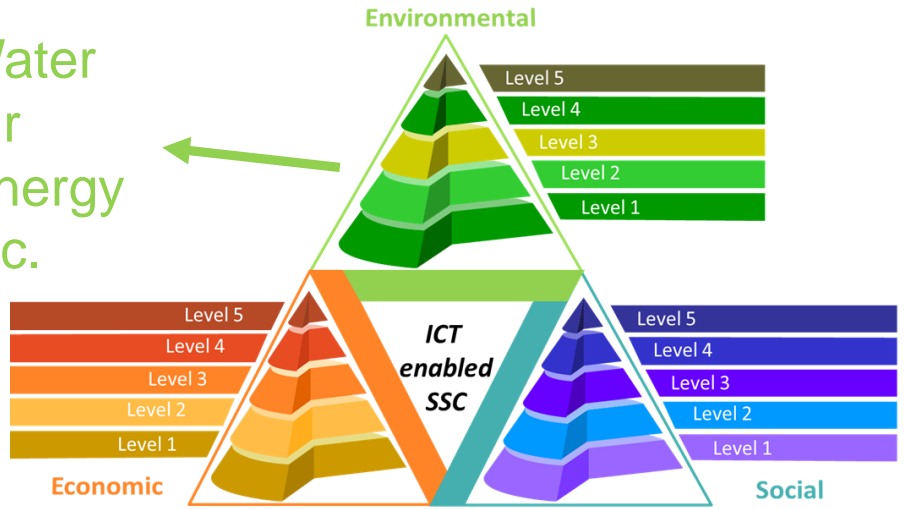 Environmental
Water
r
nergy
c.
Level 5
Level 4
Level 3
Level 2
Level 1
Level 5
Level 4
Level 3
Level 2
Level 1
ICT
enabled
SSC
Level 5
Level 4
Level 3
Level 2
Level 1
Economic
Social